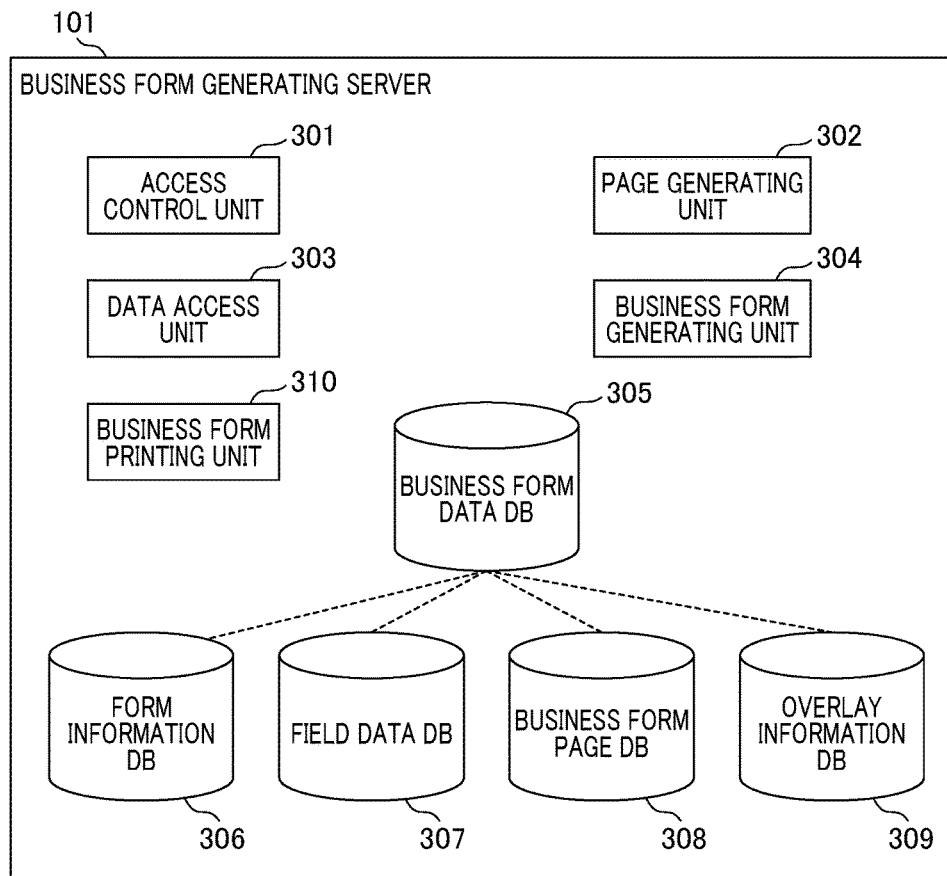 101
BUSINESS FORM GENERATING SERVER
301
ACCESS
CONTROL UNIT
302
PAGE GENERATING
UNIT
303
DATA ACCESS
UNIT
304
BUSINESS FORM
GENERATING UNIT
310
BUSINESS FORM
PRINTING UNIT
305
BUSINESS FORM
DATA DB
FORM
INFORMATION
DB
FIELD DATA DB
BUSINESS FORM
PAGE DB
OVERLAY
INFORMATION
DB
306
307
308
309